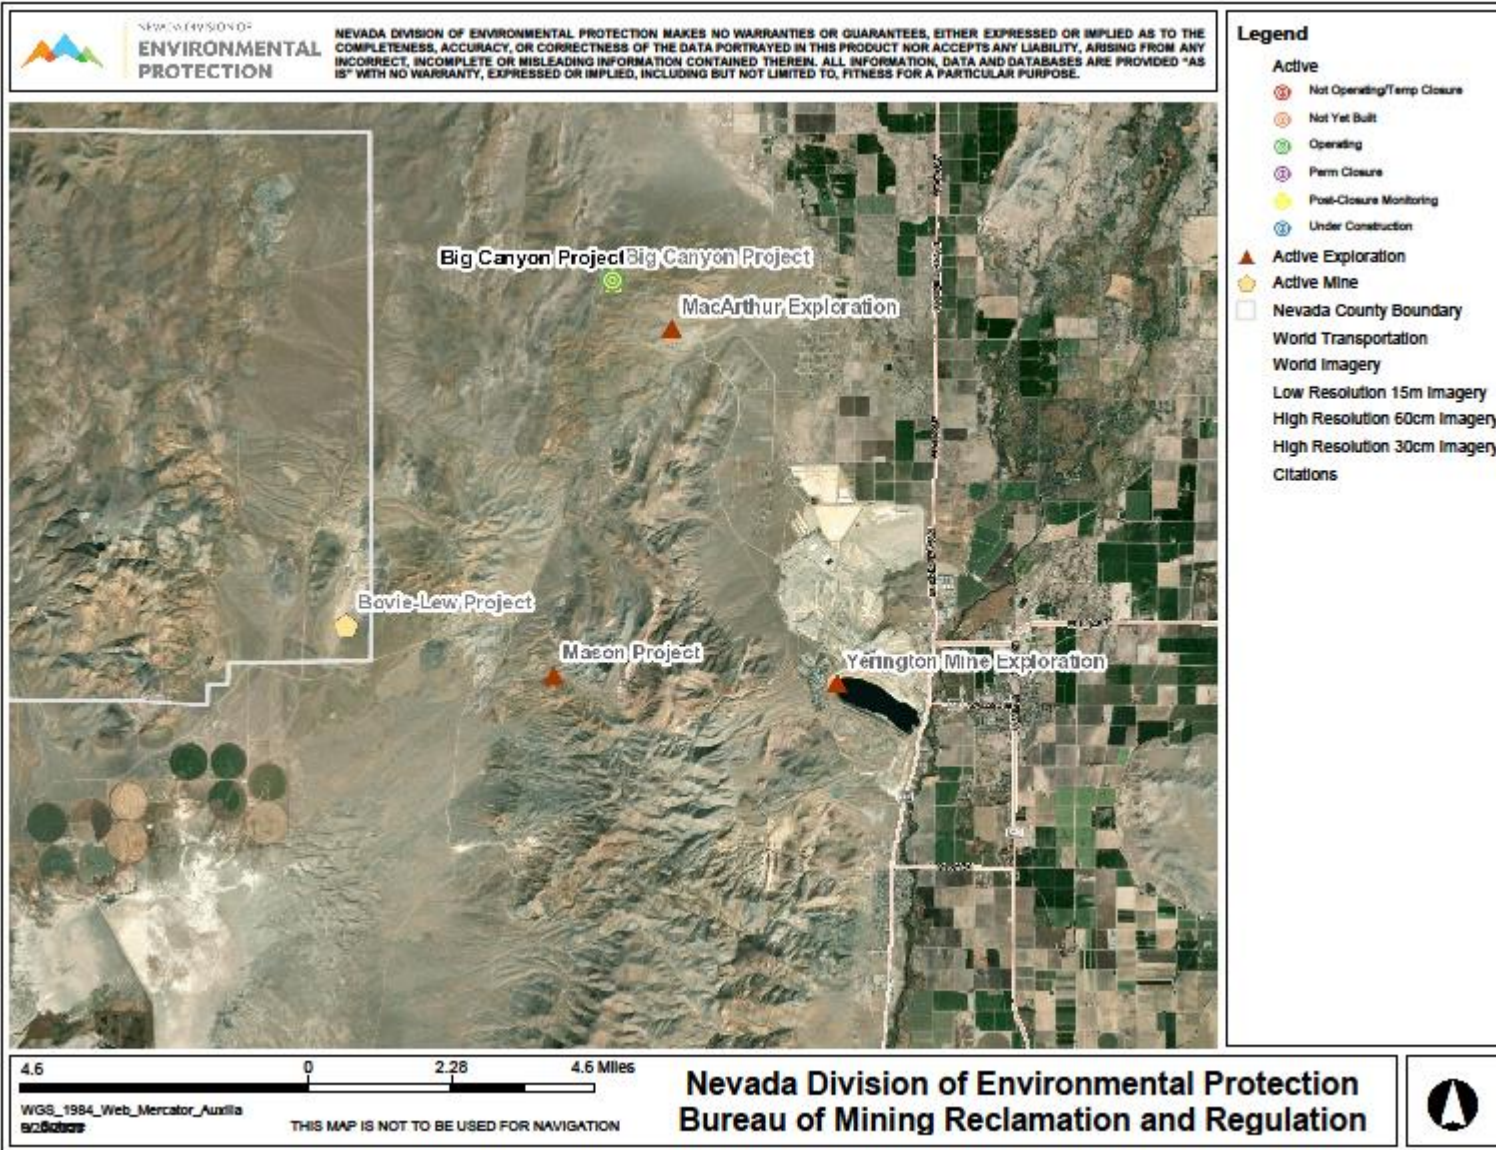 NEVADA DIVISION OF
ENVIRONMENTAL
PROTECTION
NEVADA DIVISION OF ENVIRONMENTAL PROTECTION MAKES NO WARRANTIES OR GUARANTEES, EITHER EXPRESSED OR IMPLIED AS TO THE
COMPLETENESS, ACCURACY, OR CORRECTNESS OF THE DATA PORTRAYED IN THIS PRODUCT NOR ACCEPTS ANY LIABILITY, ARISING FROM ANY
INCORRECT, INCOMPLETE OR MISLEADING INFORMATION CONTAINED THEREIN. ALL INFORMATION, DATA AND DATABASES ARE PROVIDED "AS
IS" WITH NO WARRANTY, EXPRESSED OR IMPLIED, INCLUDING BUT NOT LIMITED TO, FITNESS FOR A PARTICULAR PURPOSE.
Legend
Active
Not Operating/Temp Closure
Not Yet Built
Operating
Perm Closure
Post-Closure Monitoring
Under Construction
Active Exploration
Active Mine
Nevada County Boundary
World Transportation
World Imagery
Low Resolution 15m Imagery
High Resolution 60cm Imagery
High Resolution 30cm Imagery
Citations
Big Canyon Project Big Canyon Project
MacArthur Exploration
Bovie-Lew Project
Mason Project
Yerington Mine Exploration
4.6 0 2.28 4.6 Miles
WGS_1984_Web_Mercator_Auxilia
THIS MAP IS NOT TO BE USED FOR NAVIGATION
Nevada Division of Environmental Protection
Bureau of Mining Reclamation and Regulation